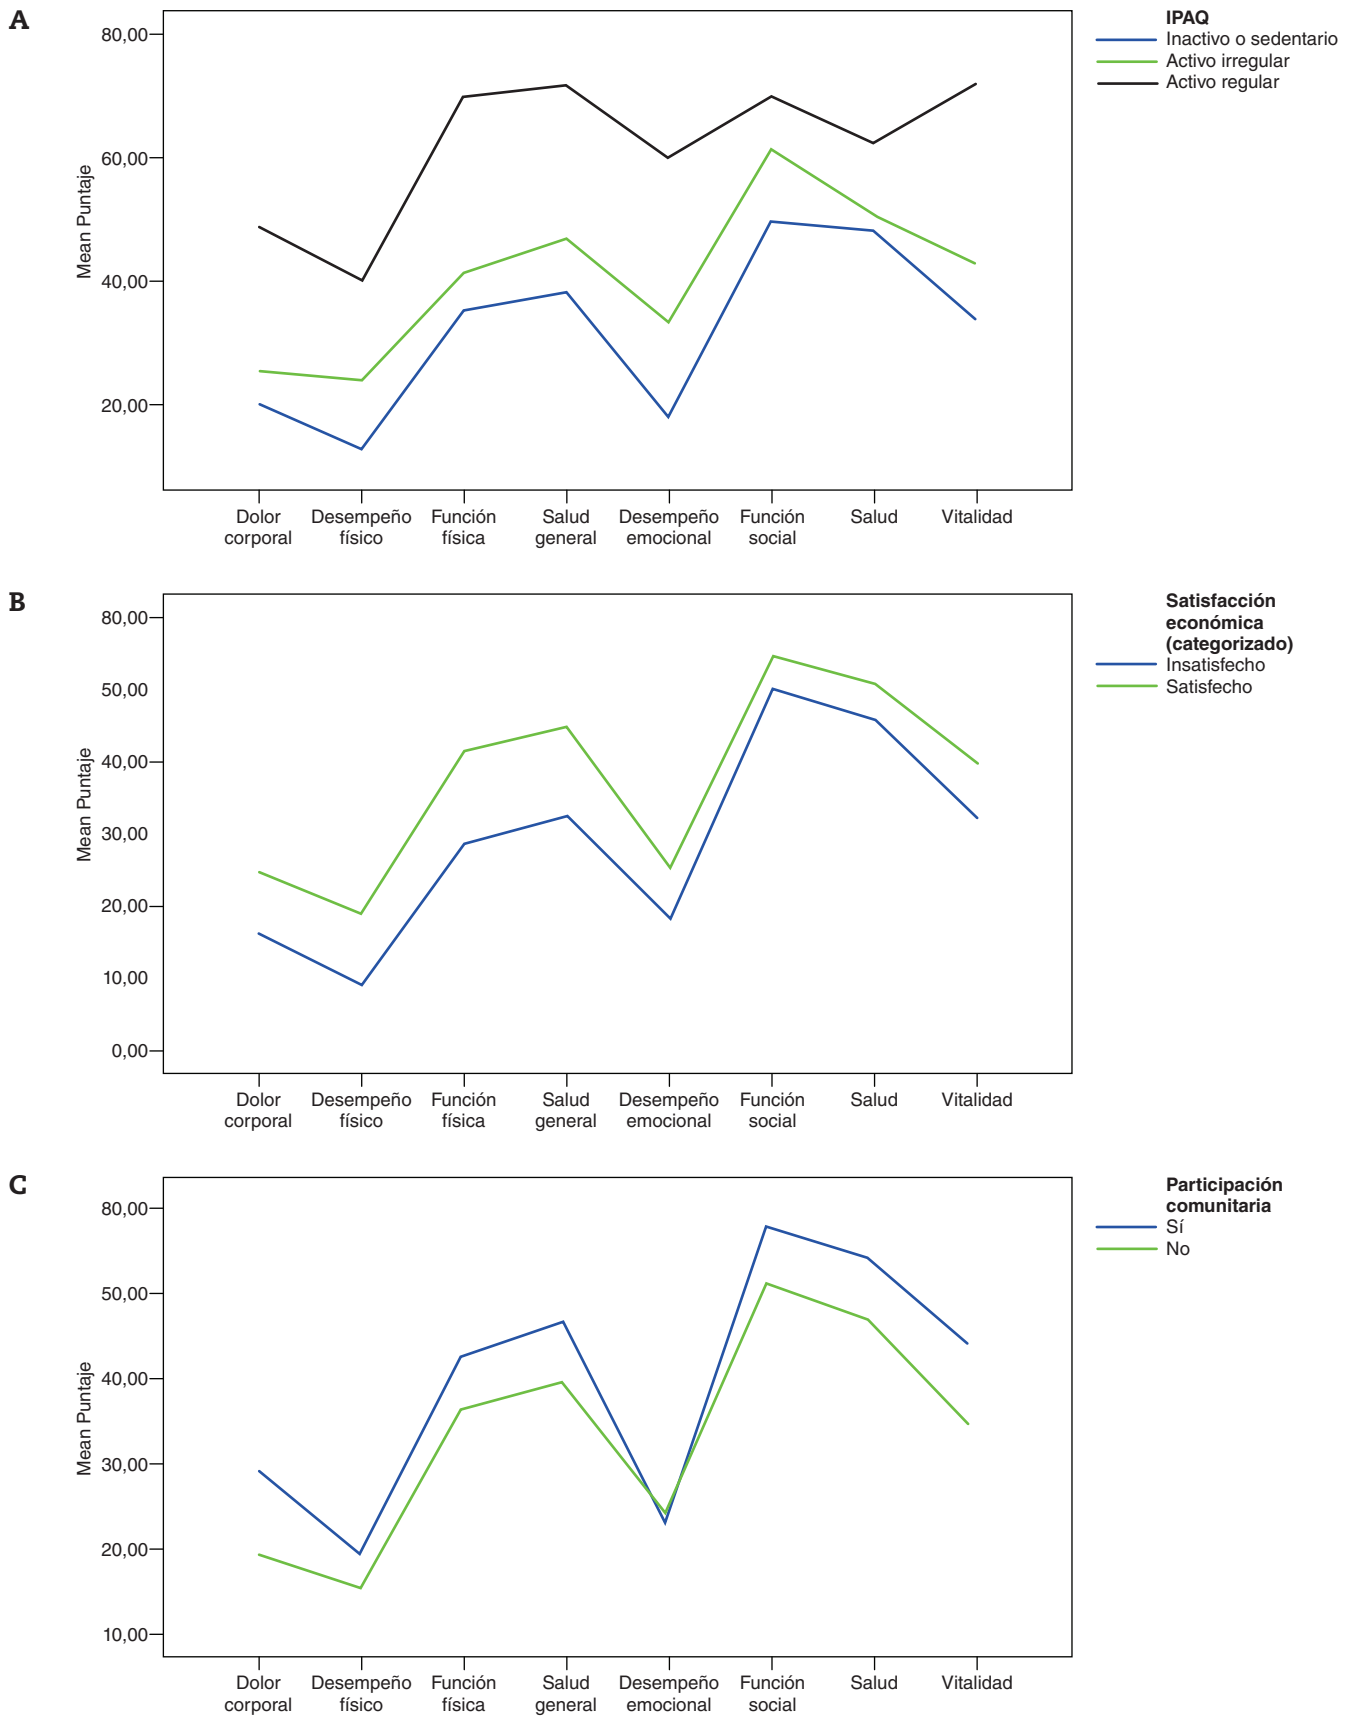 A
IPAQ
Inactivo o sedentario
Activo irregular
Activo regular
Mean Puntaje
80,00
60,00
40,00
20,00
Dolor corporal
Desempeño físico
Función física
Salud general
Desempeño emocional
Función social
Salud
Vitalidad
B
Satisfacción
económica
(categorizado)
Insatisfecho
Satisfecho
Mean Puntaje
80,00
50,00
40,00
30,00
20,00
10,00
0,00
Dolor corporal
Desempeño físico
Función física
Salud general
Desempeño emocional
Función social
Salud
Vitalidad
C
Participación
comunitaria
Sí
No
Mean Puntaje
80,00
50,00
40,00
30,00
20,00
10,00
Dolor corporal
Desempeño físico
Función física
Salud general
Desempeño emocional
Función social
Salud
Vitalidad